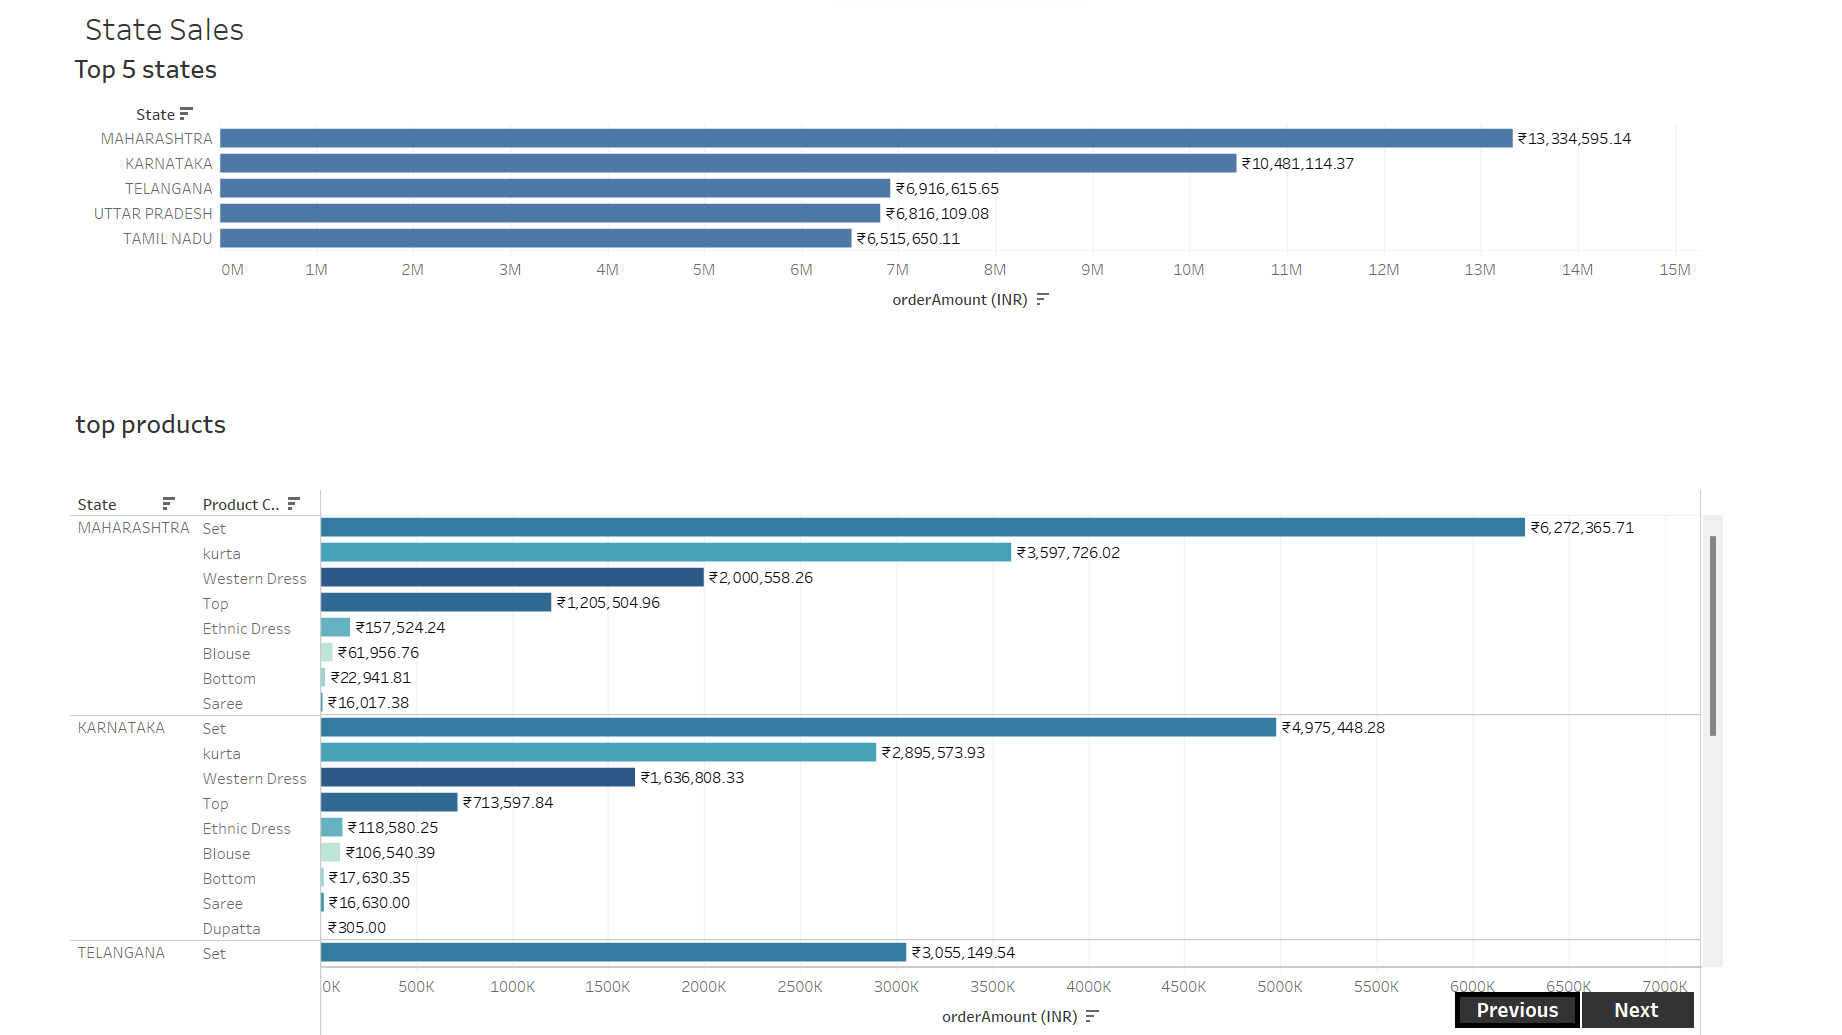 State Sales
Top 5 states
State
MAHARASHTRA ₹13,334,595.14
KARNATAKA ₹10,481,114.37
TELANGANA ₹6,916,615.65
UTTAR PRADESH ₹6,816,109.08
TAMIL NADU ₹6,515,650.11
0M 1M 2M 3M 4M 5M 6M 7M 8M 9M 10M 11M 12M 13M 14M 15M
orderAmount (INR)
top products
State Product C..
MAHARASHTRA Set ₹6,272,365.71
kurta ₹3,597,726.02
Western Dress ₹2,000,558.26
Top ₹1,205,504.96
Ethnic Dress ₹157,524.24
Blouse ₹61,956.76
Bottom ₹22,941.81
Saree ₹16,017.38
KARNATAKA Set ₹4,975,448.28
kurta ₹2,895,573.93
Western Dress ₹1,636,808.33
Top ₹713,597.84
Ethnic Dress ₹118,580.25
Blouse ₹106,540.39
Bottom ₹17,630.35
Saree ₹16,630.00
Dupatta ₹305.00
TELANGANA Set ₹3,055,149.54
0K 500K 1000K 1500K 2000K 2500K 3000K 3500K 4000K 4500K 5000K 5500K 6000K 6500K 7000K
orderAmount (INR)
Previous Next